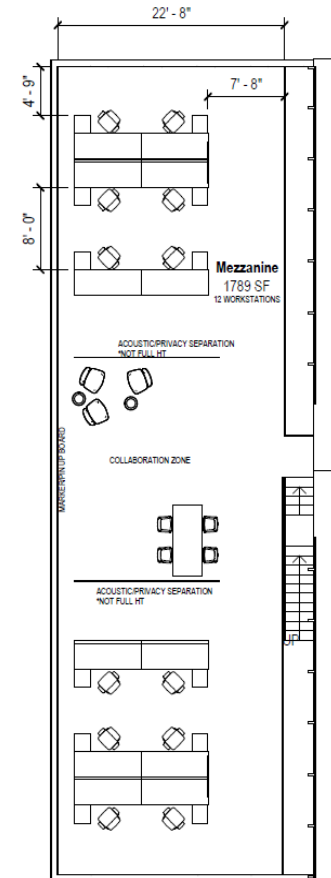 22' - 8"
7' - 8"
4' - 9"
8' - 0"
Mezzanine
1789 SF
12 WORKSTATIONS
ACOUSTIC/PRIVACY SEPARATION
*NOT FULL HT
MARKER/PIN UP BOARD
COLLABORATION ZONE
ACOUSTIC/PRIVACY SEPARATION
*NOT FULL HT
UP